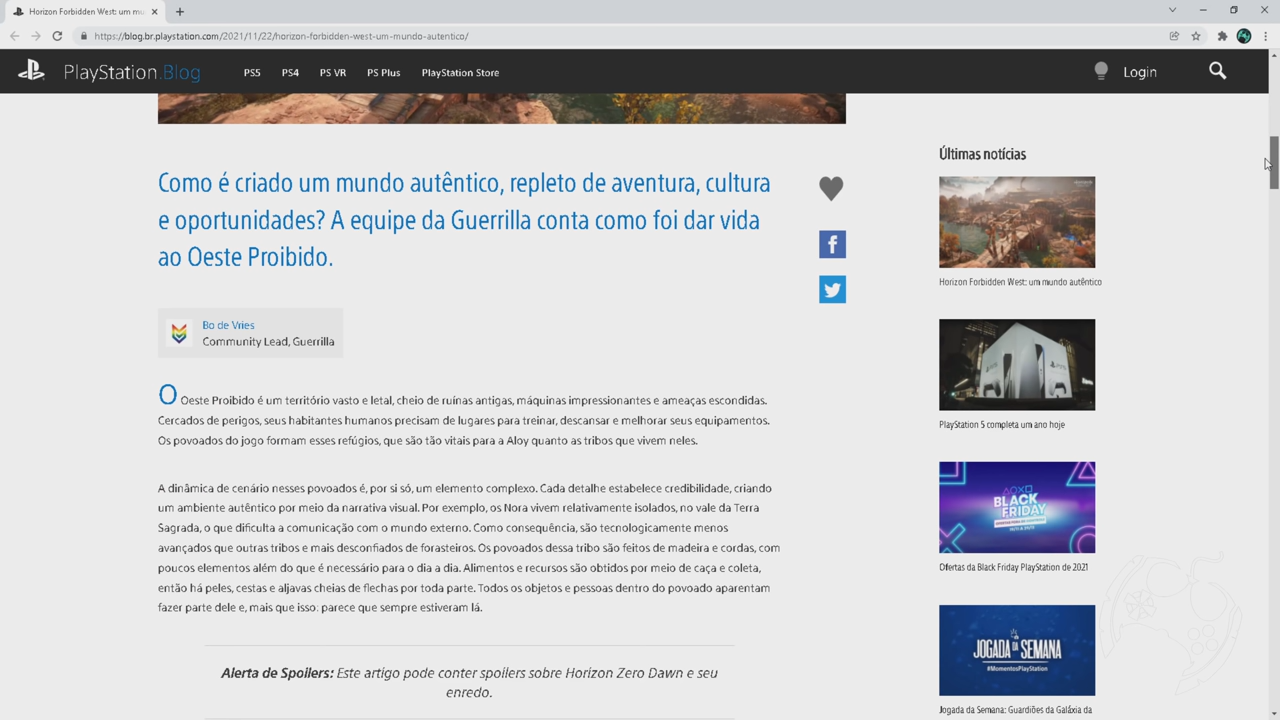 Horizon Forbidden West: um mu
https://blog.br.playstation.com/2021/11/22/horizon-forbidden-west-um-mundo-autentico/
PlayStation.Blog
PS5
PS4
PS VR
PS Plus
PlayStation Store
Login
Como é criado um mundo autêntico, repleto de aventura, cultura
e oportunidades? A equipe da Guerrilla conta como foi dar vida
ao Oeste Proibido.
Bo de Vries
Community Lead, Guerrilla
O Oeste Proibido é um território vasto e letal, cheio de ruínas antigas, máquinas impressionantes e ameaças escondidas.
Cercados de perigos, seus habitantes humanos precisam de lugares para treinar, descansar e melhorar seus equipamentos.
Os povoados do jogo formam esses refúgios, que são tão vitais para a Aloy quanto as tribos que vivem neles.
A dinâmica de cenário nesses povoados é, por si só, um elemento complexo. Cada detalhe estabelece credibilidade, criando
um ambiente autêntico por meio da narrativa visual. Por exemplo, os Nora vivem relativamente isolados, no vale da Terra
Sagrada, o que dificulta a comunicação com o mundo externo. Como consequência, são tecnologicamente menos
avançados que outras tribos e mais desconfiados de forasteiros. Os povoados dessa tribo são feitos de madeira e cordas, com
poucos elementos além do que é necessário para o dia a dia. Alimentos e recursos são obtidos por meio de caça e coleta,
então há peles, cestas e aljavas cheias de flechas por toda parte. Todos os objetos e pessoas dentro do povoado aparentam
fazer parte dele e, mais que isso: parece que sempre estiveram lá.
Alerta de Spoilers: Este artigo pode conter spoilers sobre Horizon Zero Dawn e seu
enredo.
Últimas notícias
Horizon Forbidden West: um mundo autêntico
PlayStation 5 completa um ano hoje
BLACK
FRIDAY
Ofertas da Black Friday PlayStation de 2021
JOGADA DA SEMANA
#MomentosPlayStation
Jogada da Semana: Guardiões da Galáxia da